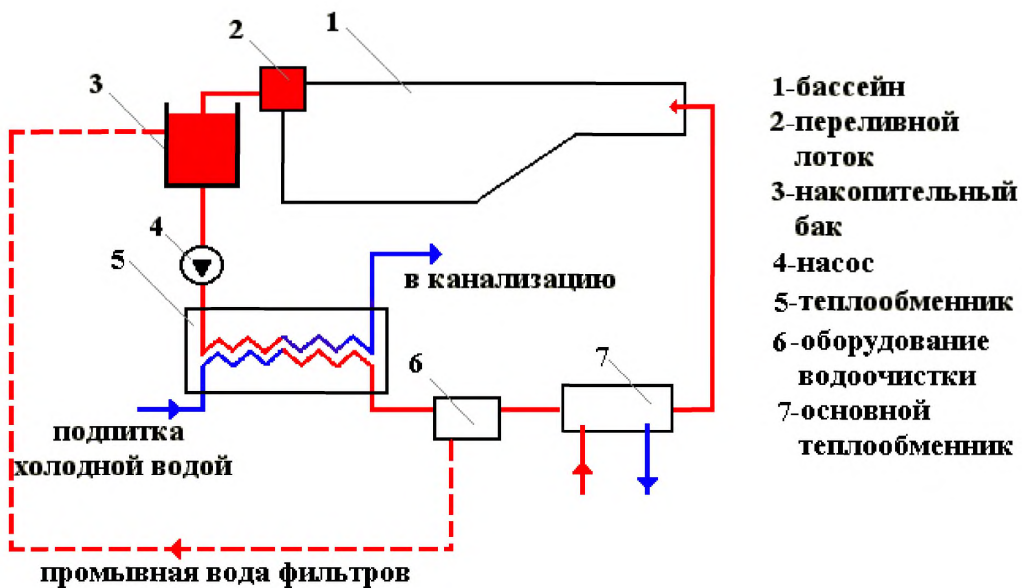 1
2
3
4
5
6
7
в канализацию
подпитка
холодной водой
промывная вода фильтров
1-бассейн
2-переливной
лоток
3-накопительный
бак
4-насос
5-теплообменник
6-оборудование
водоочистки
7-основной
теплообменник